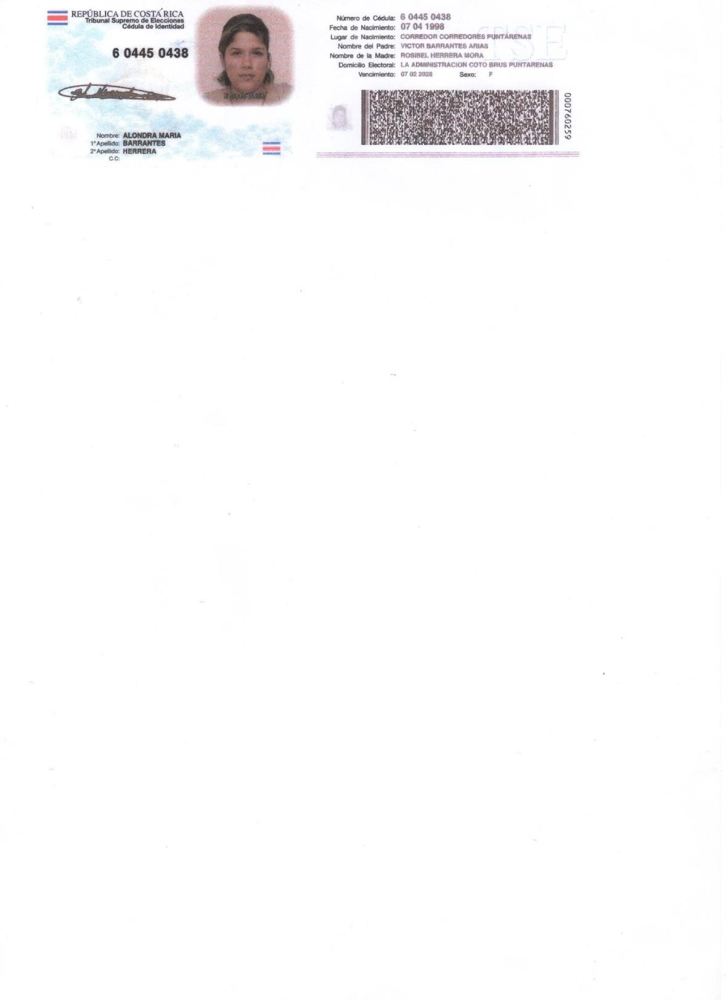 REPÚBLICA DE COSTA RICA
Tribunal Supremo de Elecciones
Cédula de Identidad
6 0445 0438
6 0445 0438
Nombre: ALONDRA MARIA
1º Apellido: BARRANTES
2º Apellido: HERRERA
C.C:
Número de Cédula: 6 0445 0438
Fecha de Nacimiento: 07 04 1998
Lugar de Nacimiento: CORREDOR CORREDORES PUNTARENAS
Nombre del Padre: VICTOR BARRANTES ARIAS
Nombre de la Madre: ROSIBEL HERRERA MORA
Domicilio Electoral: LA ADMINISTRACION COTO BRUS PUNTARENAS
Vencimiento: 07 02 2028 Sexo: F
TSE
000760259